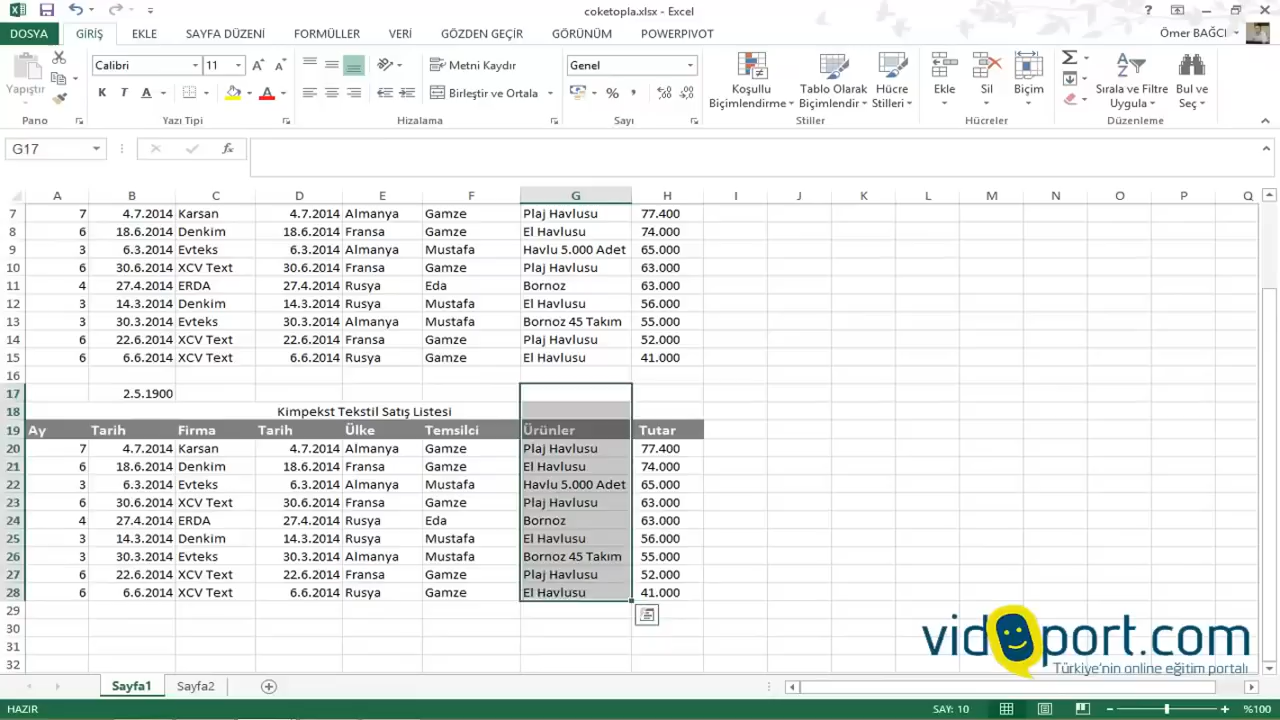 coketopla.xlsx - Excel
DOSYA GİRİŞ EKLE SAYFA DÜZENİ FORMÜLLER VERİ GÖZDEN GEÇİR GÖRÜNÜM POWERPIVOT Ömer BAĞCI
Yapıştır
Calibri 11
Metni Kaydır
Birleştir ve Ortala
Genel
Koşullu Biçimlendirme
Tablo Olarak Biçimlendir
Hücre Stilleri
Ekle Sil Biçim
Sırala ve Filtre Uygula
Bul ve Seç
Pano Yazı Tipi Hizalama Sayı Stiller Hücreler Düzenleme
G17 fx
A B C D E F G H I J K L M N O P Q
7 7 4.7.2014 Karsan 4.7.2014 Almanya Gamze Plaj Havlusu 77.400
8 6 18.6.2014 Denkim 18.6.2014 Fransa Gamze El Havlusu 74.000
9 3 6.3.2014 Evteks 6.3.2014 Almanya Mustafa Havlu 5.000 Adet 65.000
10 6 30.6.2014 XCV Text 30.6.2014 Fransa Gamze Plaj Havlusu 63.000
11 4 27.4.2014 ERDA 27.4.2014 Rusya Eda Bornoz 63.000
12 3 14.3.2014 Denkim 14.3.2014 Rusya Mustafa El Havlusu 56.000
13 3 30.3.2014 Evteks 30.3.2014 Almanya Mustafa Bornoz 45 Takım 55.000
14 6 22.6.2014 XCV Text 22.6.2014 Fransa Gamze Plaj Havlusu 52.000
15 6 6.6.2014 XCV Text 6.6.2014 Rusya Gamze El Havlusu 41.000
16
17 2.5.1900
18 Kimpekst Tekstil Satış Listesi
19 Ay Tarih Firma Tarih Ülke Temsilci Ürünler Tutar
20 7 4.7.2014 Karsan 4.7.2014 Almanya Gamze Plaj Havlusu 77.400
21 6 18.6.2014 Denkim 18.6.2014 Fransa Gamze El Havlusu 74.000
22 3 6.3.2014 Evteks 6.3.2014 Almanya Mustafa Havlu 5.000 Adet 65.000
23 6 30.6.2014 XCV Text 30.6.2014 Fransa Gamze Plaj Havlusu 63.000
24 4 27.4.2014 ERDA 27.4.2014 Rusya Eda Bornoz 63.000
25 3 14.3.2014 Denkim 14.3.2014 Rusya Mustafa El Havlusu 56.000
26 3 30.3.2014 Evteks 30.3.2014 Almanya Mustafa Bornoz 45 Takım 55.000
27 6 22.6.2014 XCV Text 22.6.2014 Fransa Gamze Plaj Havlusu 52.000
28 6 6.6.2014 XCV Text 6.6.2014 Rusya Gamze El Havlusu 41.000
29
30
31
32
vidoport.com
Türkiye'nin online eğitim portalı
Sayfa1 Sayfa2
HAZIR SAY: 10 %100